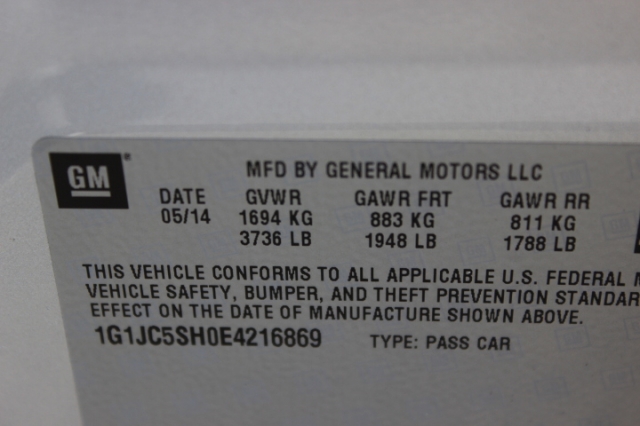 GM
MFD BY GENERAL MOTORS LLC
DATE GVWR GAWR FRT GAWR RR
05/14 1694 KG 883 KG 811 KG
3736 LB 1948 LB 1788 LB
THIS VEHICLE CONFORMS TO ALL APPLICABLE U.S. FEDERAL
VEHICLE SAFETY, BUMPER, AND THEFT PREVENTION STANDAR
EFFECT ON THE DATE OF MANUFACTURE SHOWN ABOVE.
1G1JC5SH0E4216869 TYPE: PASS CAR